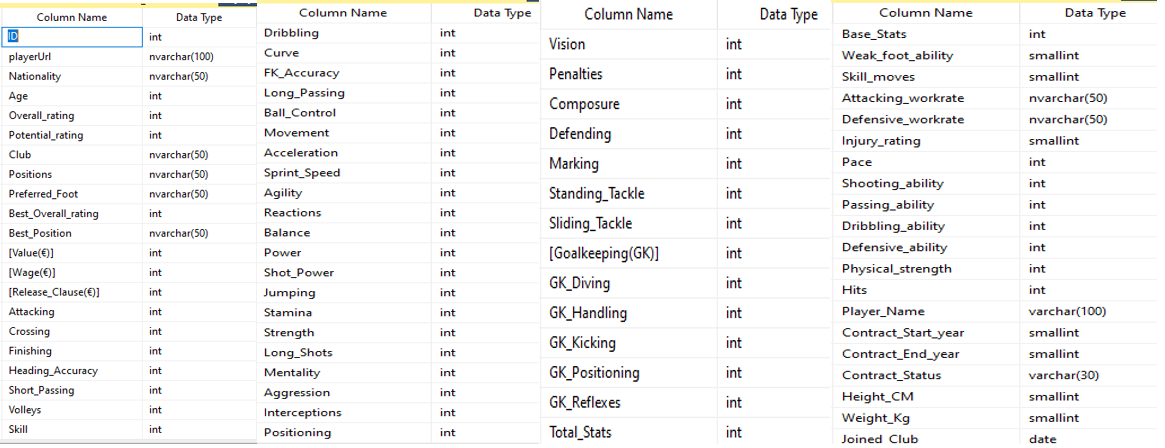 Column Name Data Type
ID int
playerUrl nvarchar(100)
Nationality nvarchar(50)
Age int
Overall_rating int
Potential_rating int
Club nvarchar(50)
Positions nvarchar(50)
Preferred_Foot nvarchar(50)
Best_Overall_rating int
Best_Position nvarchar(50)
[Value(€)] int
[Wage(€)] int
[Release_Clause(€)] int
Attacking int
Crossing int
Finishing int
Heading_Accuracy int
Short_Passing int
Volleys int
Skill int
Column Name Data Type
Dribbling int
Curve int
FK_Accuracy int
Long_Passing int
Ball_Control int
Movement int
Acceleration int
Sprint_Speed int
Agility int
Reactions int
Balance int
Power int
Shot_Power int
Jumping int
Stamina int
Strength int
Long_Shots int
Mentality int
Aggression int
Interceptions int
Positioning int
Column Name Data Type
Vision int
Penalties int
Composure int
Defending int
Marking int
Standing_Tackle int
Sliding_Tackle int
[Goalkeeping(GK)] int
GK_Diving int
GK_Handling int
GK_Kicking int
GK_Positioning int
GK_Reflexes int
Total_Stats int
Column Name Data Type
Base_Stats int
Weak_foot_ability smallint
Skill_moves smallint
Attacking_workrate nvarchar(50)
Defensive_workrate nvarchar(50)
Injury_rating smallint
Pace int
Shooting_ability int
Passing_ability int
Dribbling_ability int
Defensive_ability int
Physical_strength int
Hits int
Player_Name varchar(100)
Contract_Start_year smallint
Contract_End_year smallint
Contract_Status varchar(30)
Height_CM smallint
Weight_Kg smallint
Joined_Club date